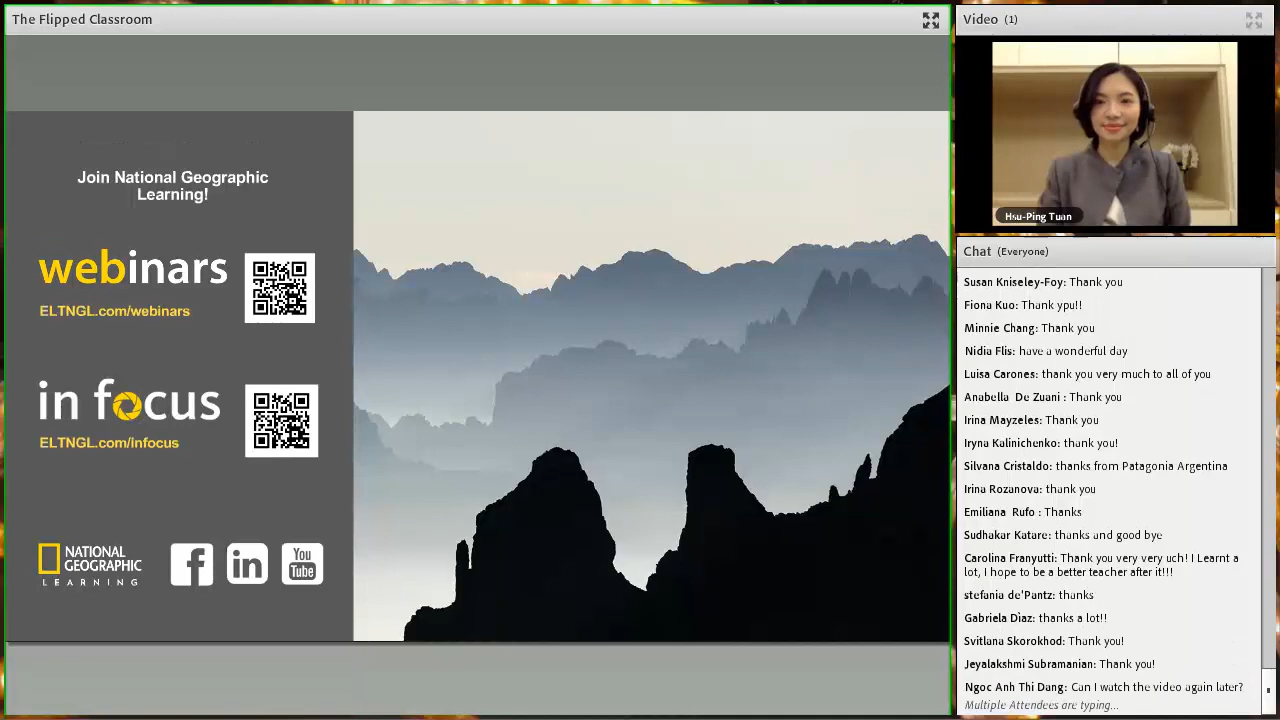 The Flipped Classroom
Join National Geographic
Learning!
webinars
ELTNGL.com/webinars
in focus
ELTNGL.com/infocus
NATIONAL
GEOGRAPHIC
LEARNING
f
in
You
Tube
Video (1)
Hsu-Ping Tuan
Chat (Everyone)
Susan Kniseley-Foy: Thank you
Fiona Kuo: Thank ypu!!
Minnie Chang: Thank you
Nidia Flis: have a wonderful day
Luisa Carones: thank you very much to all of you
Anabella De Zuani : Thank you
Irina Mayzeles: Thank you
Iryna Kalinichenko: thank you!
Silvana Cristaldo: thanks from Patagonia Argentina
Irina Rozanova: thank you
Emiliana Rufo : Thanks
Sudhakar Katare: thanks and good bye
Carolina Franyutti: Thank you very very uch! I Learnt a
lot, I hope to be a better teacher after it!!!
stefania de'Pantz: thanks
Gabriela Dìaz: thanks a lot!!
Svitlana Skorokhod: Thank you!
Jeyalakshmi Subramanian: Thank you!
Ngoc Anh Thi Dang: Can I watch the video again later?
Multiple Attendees are typing...